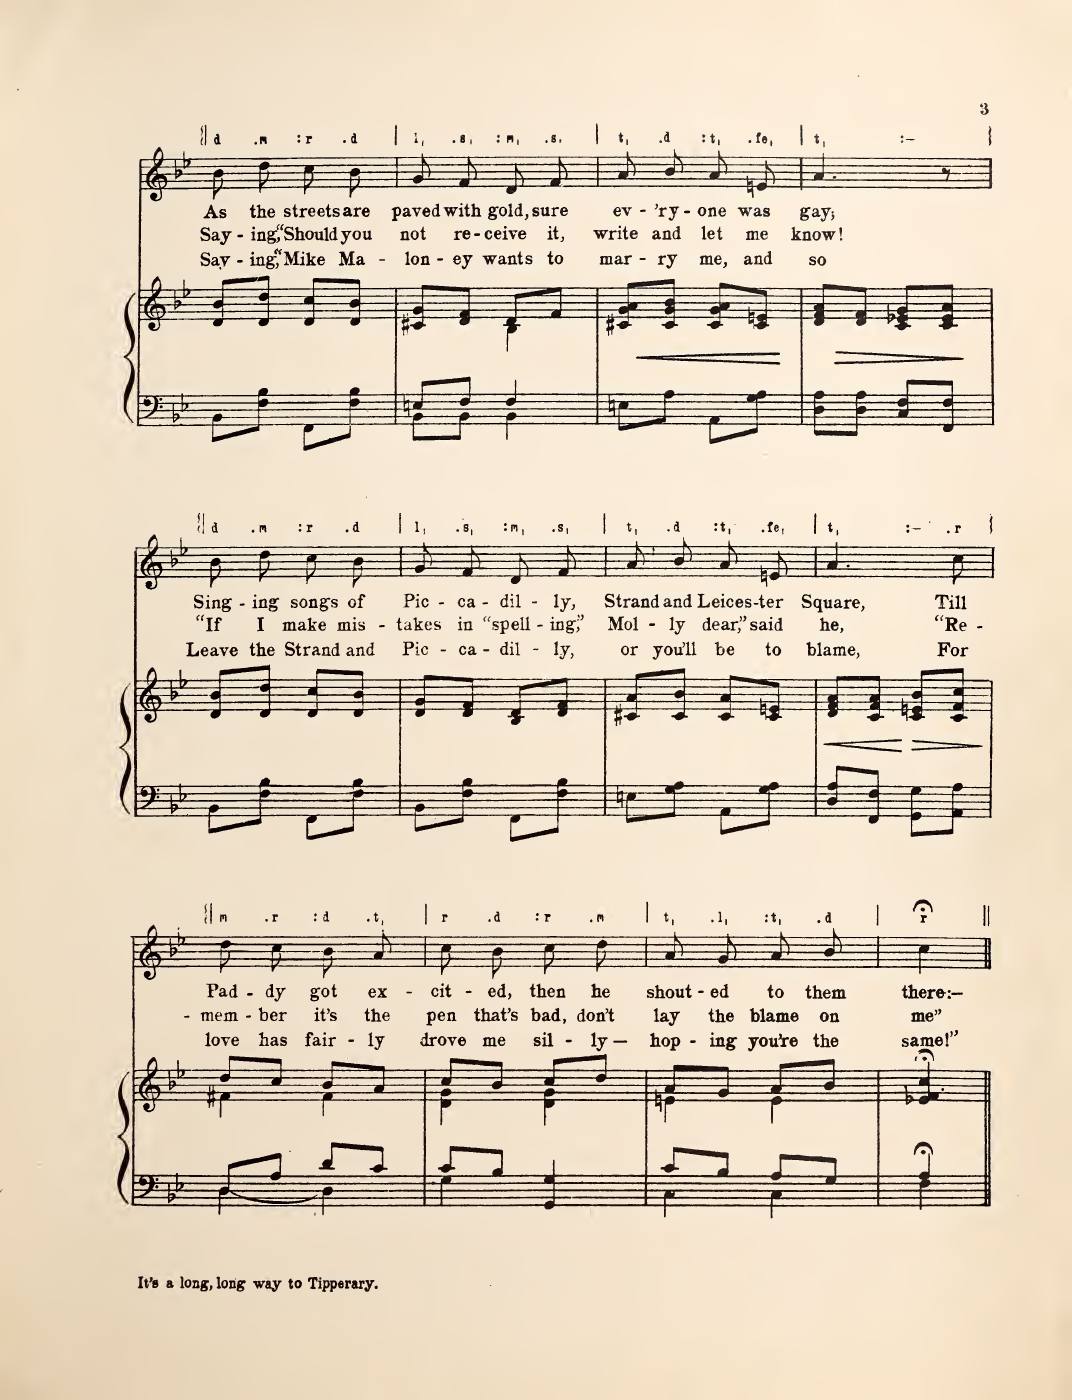 3
d .m :r .d l, .s, :m, .s, t, .d :t, .fe, t, :–
As the streets are paved with gold, sure ev - 'ry - one was gay;
Say - ing, “Should you not re - ceive it, write and let me know!
Say - ing, “Mike Ma - lon - ey wants to mar - ry me, and so
d .m :r .d l, .s, :m, .s, t, .d :t, .fe, t, :– .r
Sing - ing songs of Pic - ca - dil - ly, Strand and Leices-ter Square, Till
“If I make mis - takes in “spell - ing,” Mol - ly dear,” said he, “Re -
Leave the Strand and Pic - ca - dil - ly, or you'll be to blame, For
m .r :d .t, r .d :r .m t, .l, :t, .d r
Pad - dy got ex - cit - ed, then he shout - ed to them there:—
- mem - ber it's the pen that's bad, don't lay the blame on me”
love has fair - ly drove me sil - ly — hop - ing you're the same!”
It's a long, long way to Tipperary.